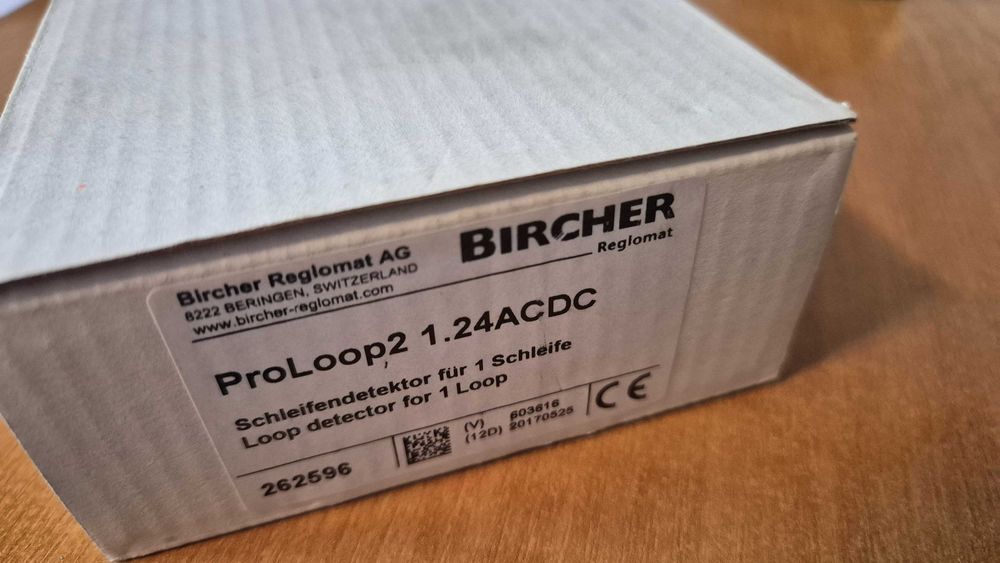 Bircher Reglomat AG
8222 BERINGEN, SWITZERLAND
www.bircher-reglomat.com
BIRCHER
Reglomat
ProLoop2 1.24ACDC
Schleifendetektor für 1 Schleife
Loop detector for 1 Loop
262596
(V) 603616
(12D) 20170525
CE